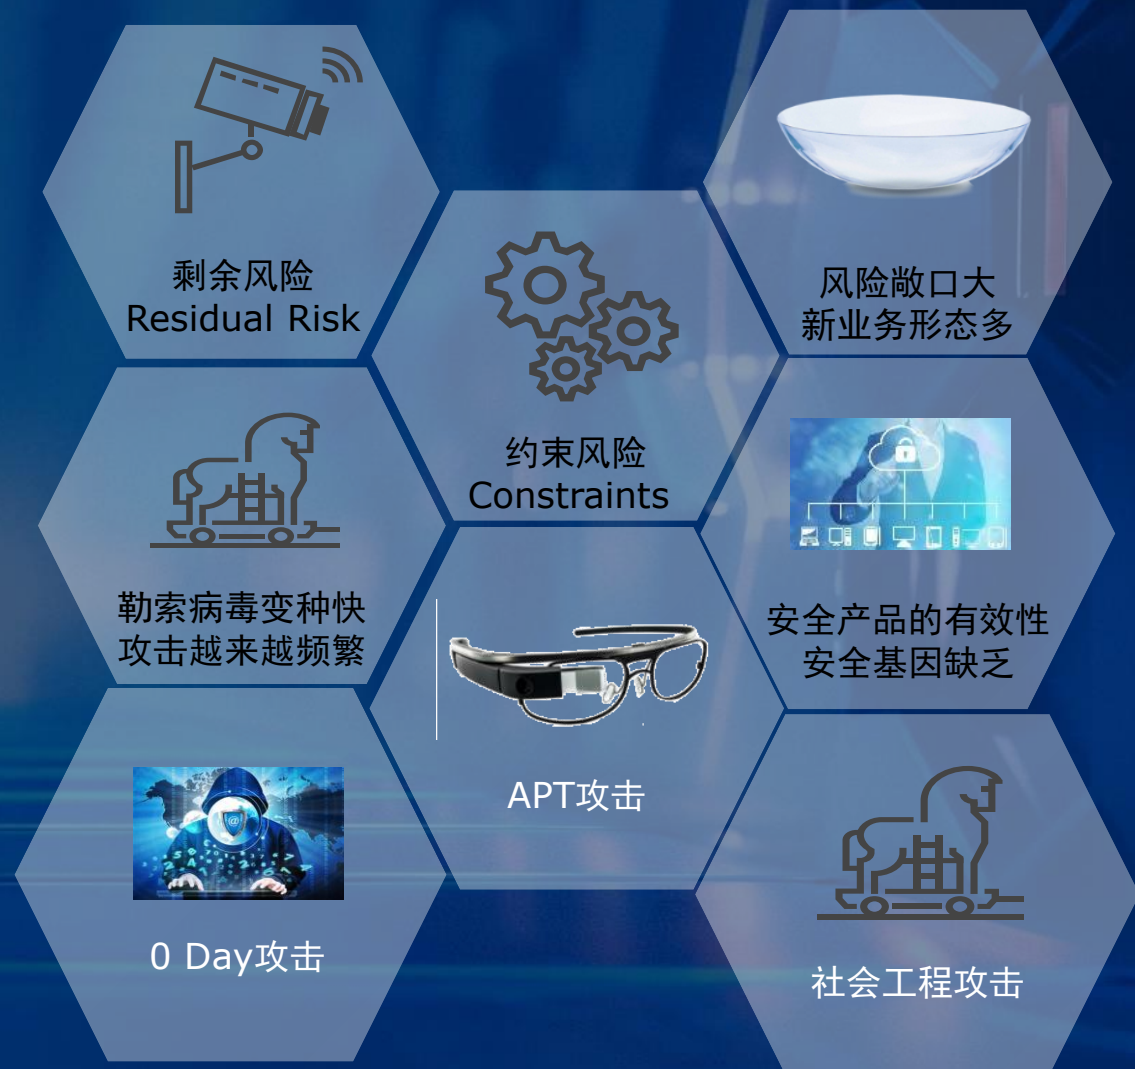 剩余风险
Residual Risk
风险敞口大
新业务形态多
约束风险
Constraints
勒索病毒变种快
攻击越来越频繁
安全产品的有效性
安全基因缺乏
APT攻击
0 Day攻击
社会工程攻击